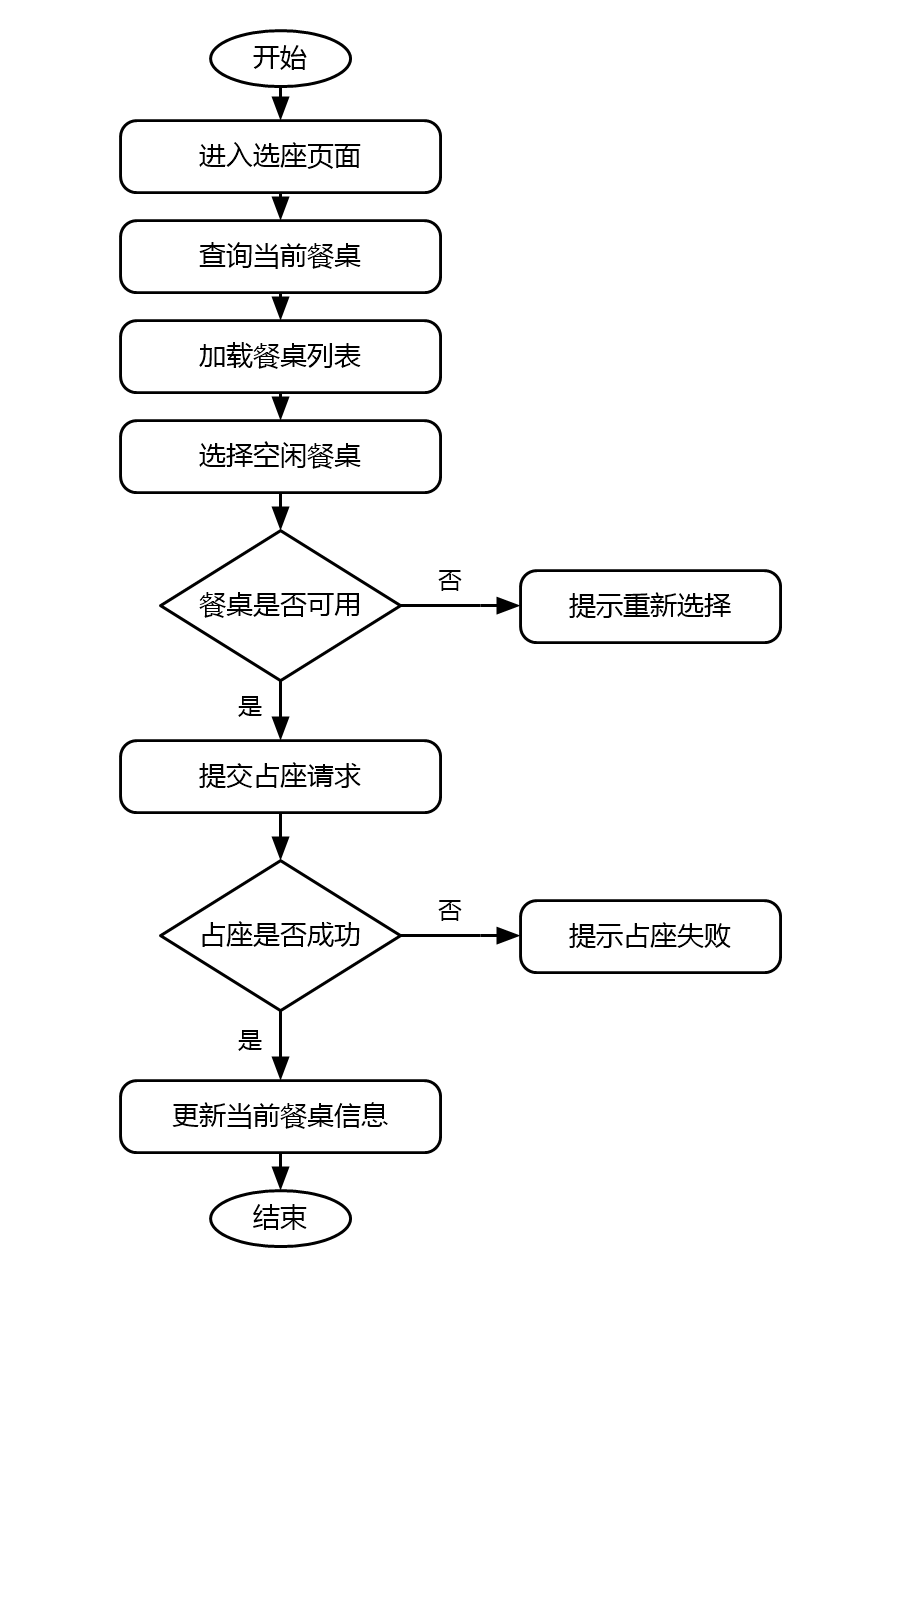 开始
进入选座页面
查询当前餐桌
加载餐桌列表
选择空闲餐桌
餐桌是否可用
否
提示重新选择
是
提交占座请求
占座是否成功
否
提示占座失败
是
更新当前餐桌信息
结束